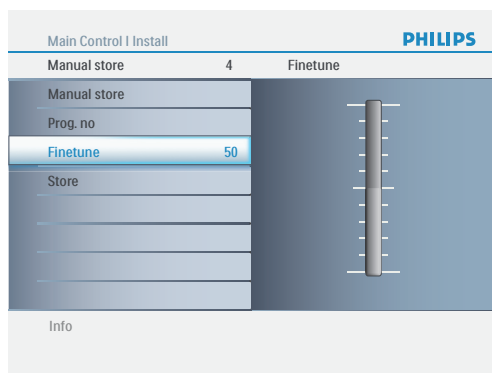 Main Control l Install
PHILIPS
Manual store 4 Finetune
Manual store
Prog. no
Finetune 50
Store
Info